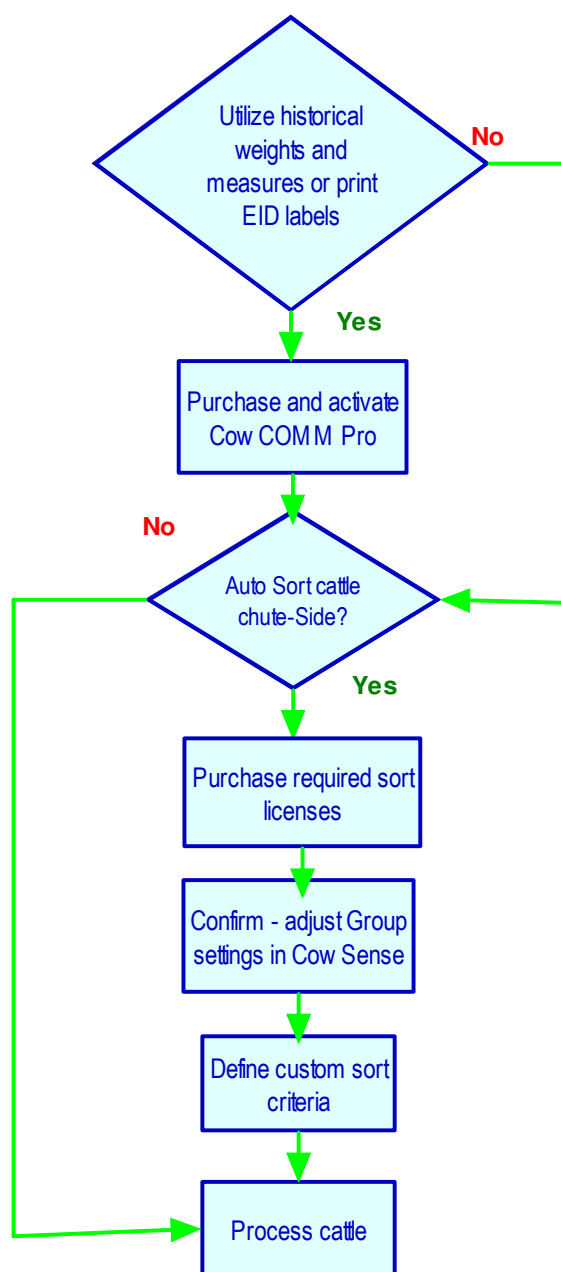 Utilize historical
weights and
measures or print
EID labels
No
Yes
Purchase and activate
Cow COMM Pro
No
Auto Sort cattle
chute-Side?
Yes
Purchase required sort
licenses
Confirm - adjust Group
settings in Cow Sense
Define custom sort
criteria
Process cattle